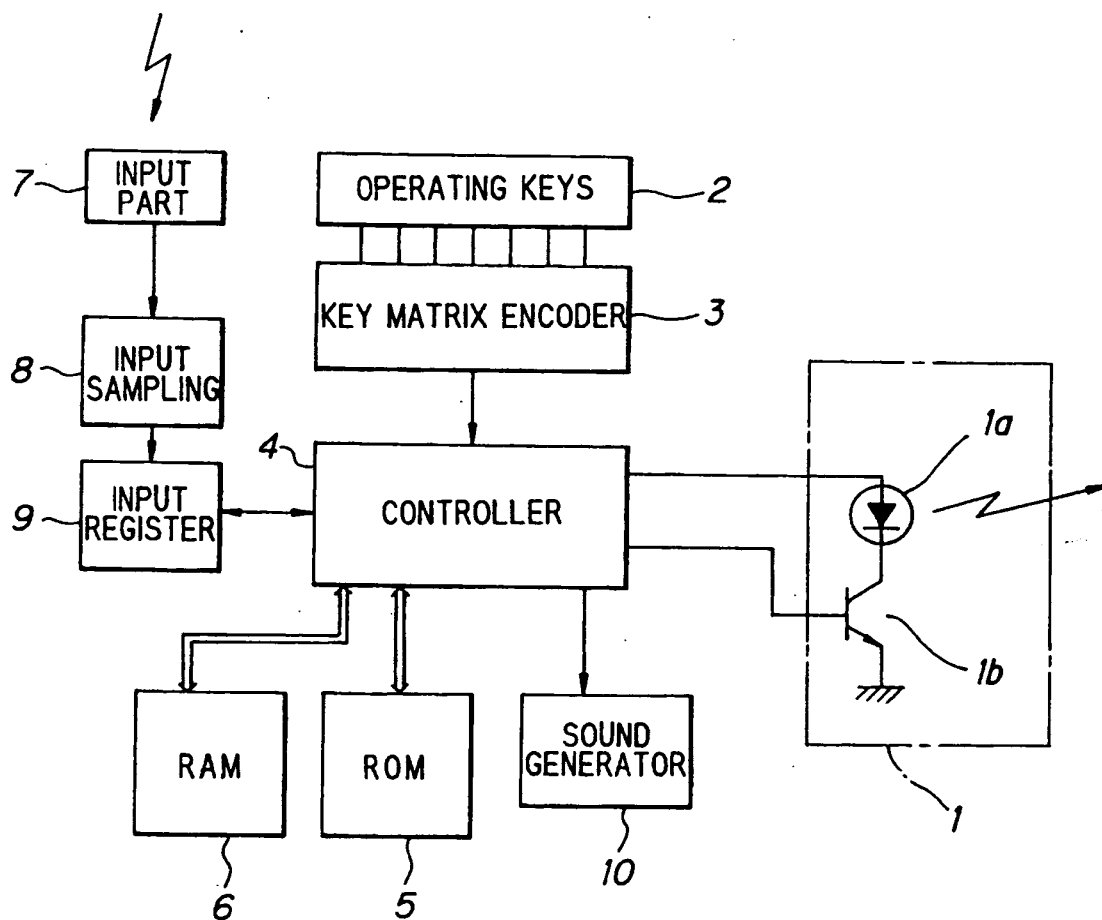 7
INPUT
PART
OPERATING KEYS
2
KEY MATRIX ENCODER
3
8
INPUT
SAMPLING
1a
4
CONTROLLER
9
INPUT
REGISTER
1b
RAM
ROM
SOUND
GENERATOR
1
6
5
10